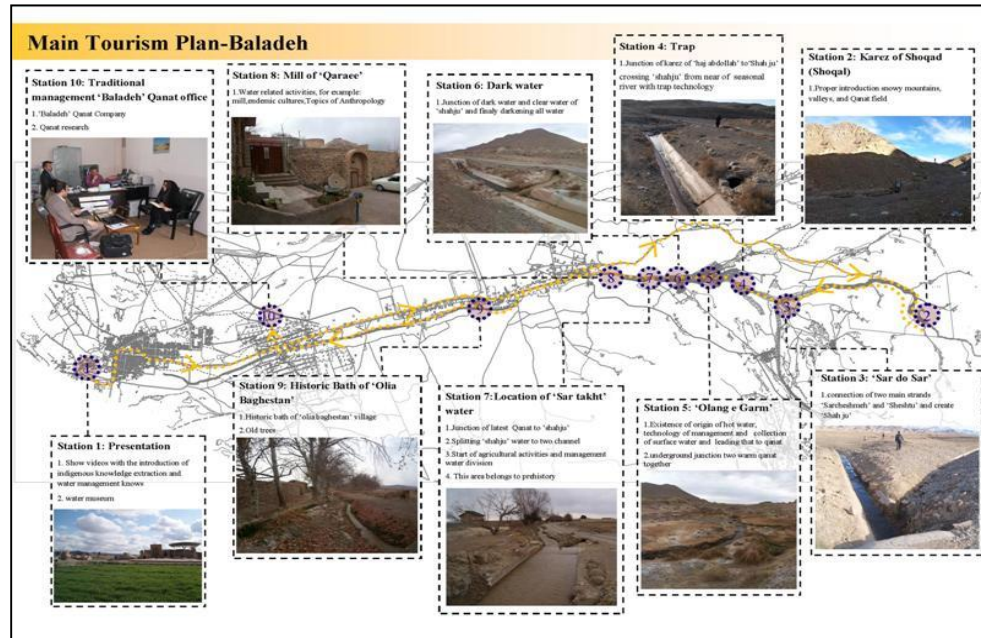 Main Tourism Plan-Baladeh
Station 10: Traditional
management 'Baladeh' Qanat office
1.'Baladeh' Qanat Company
2. Qanat research
Station 8: Mill of 'Qaraee'
1.Water related activities, for example:
mill,endemic cultures,Topics of Anthropology
Station 6: Dark water
1.Junction of dark water and clear water of
'shahju' and finaly darkening all water
Station 4: Trap
1.Junction of karez of 'haj abdollah' to'Shah ju'
crossing 'shahju' from near of seasonal
river with trap technology
Station 2: Karez of Shoqad
(Shoqal)
1.Proper introduction snowy mountains,
valleys, and Qanat field
10
9
8
7
2
1
Station 1: Presentation
1. Show videos with the introduction of
indigenous knowledge extraction and
water management knows
2. water museum
Station 9: Historic Bath of 'Olia
Baghestan'
1.Historic bath of 'olia baghestan' village
2.Old trees
Station 7:Location of 'Sar takht'
water
1.Junction of latest Qanat to 'shahju'
2.Splitting 'shahju' water to two channel
3.Start of agricultural activities and management
water division
4. This area belongs to prehistory
Station 5: 'Olang e Garm'
1.Existence of origin of hot water,
technology of management and collection
of surface water and leading that to qanat
2.underground junction two warm qanat
together
Station 3: 'Sar do Sar'
1.connection of two main strands
'Sarcheshmeh' and 'Sheshtu' and create
'Shah ju'